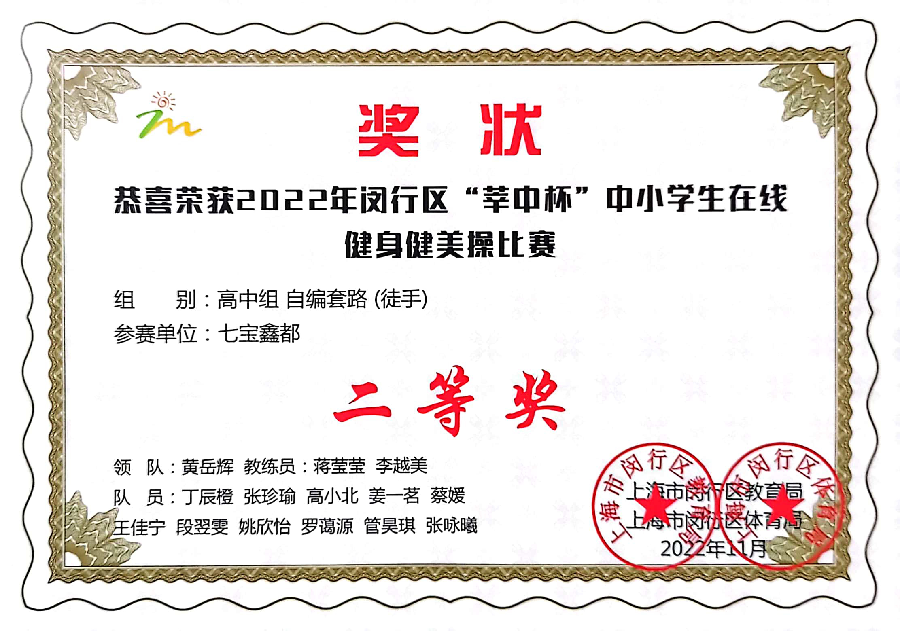 奖 状
恭喜荣获2022年闵行区“莘中杯”中小学生在线
健身健美操比赛
组 别：高中组 自编套路 (徒手)
参赛单位：七宝鑫都
二等奖
领 队：黄岳辉 教练员：蒋莹莹 李越美
队 员：丁辰橙 张珍瑜 高小北 姜一茗 蔡媛
王佳宁 段翌雯 姚欣怡 罗蔼源 管昊琪 张咏曦
上海市闵行区教育局
上海市闵行区体育局
2022年11月
上海市闵行区教育局
上海市闵行区体育局